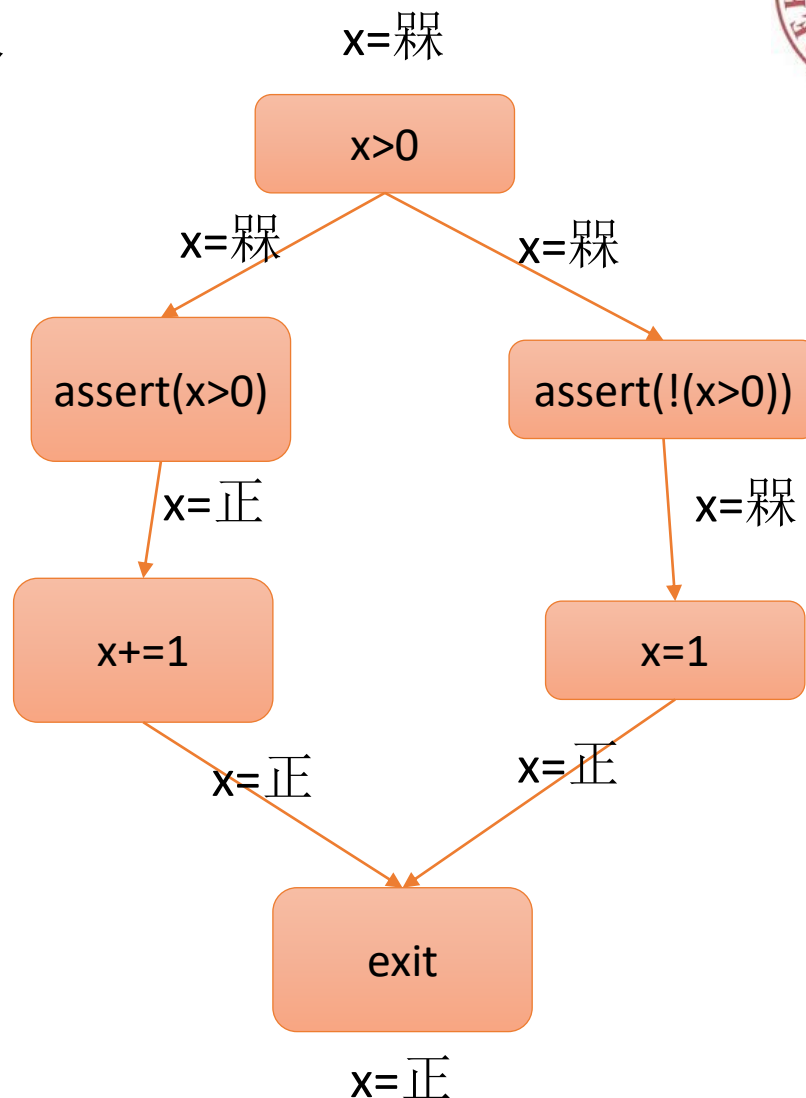 x=槑
x>0
x=槑
x=槑
assert(x>0)
assert(!(x>0))
x=正
x=槑
x+=1
x=1
x=正
x=正
exit
x=正